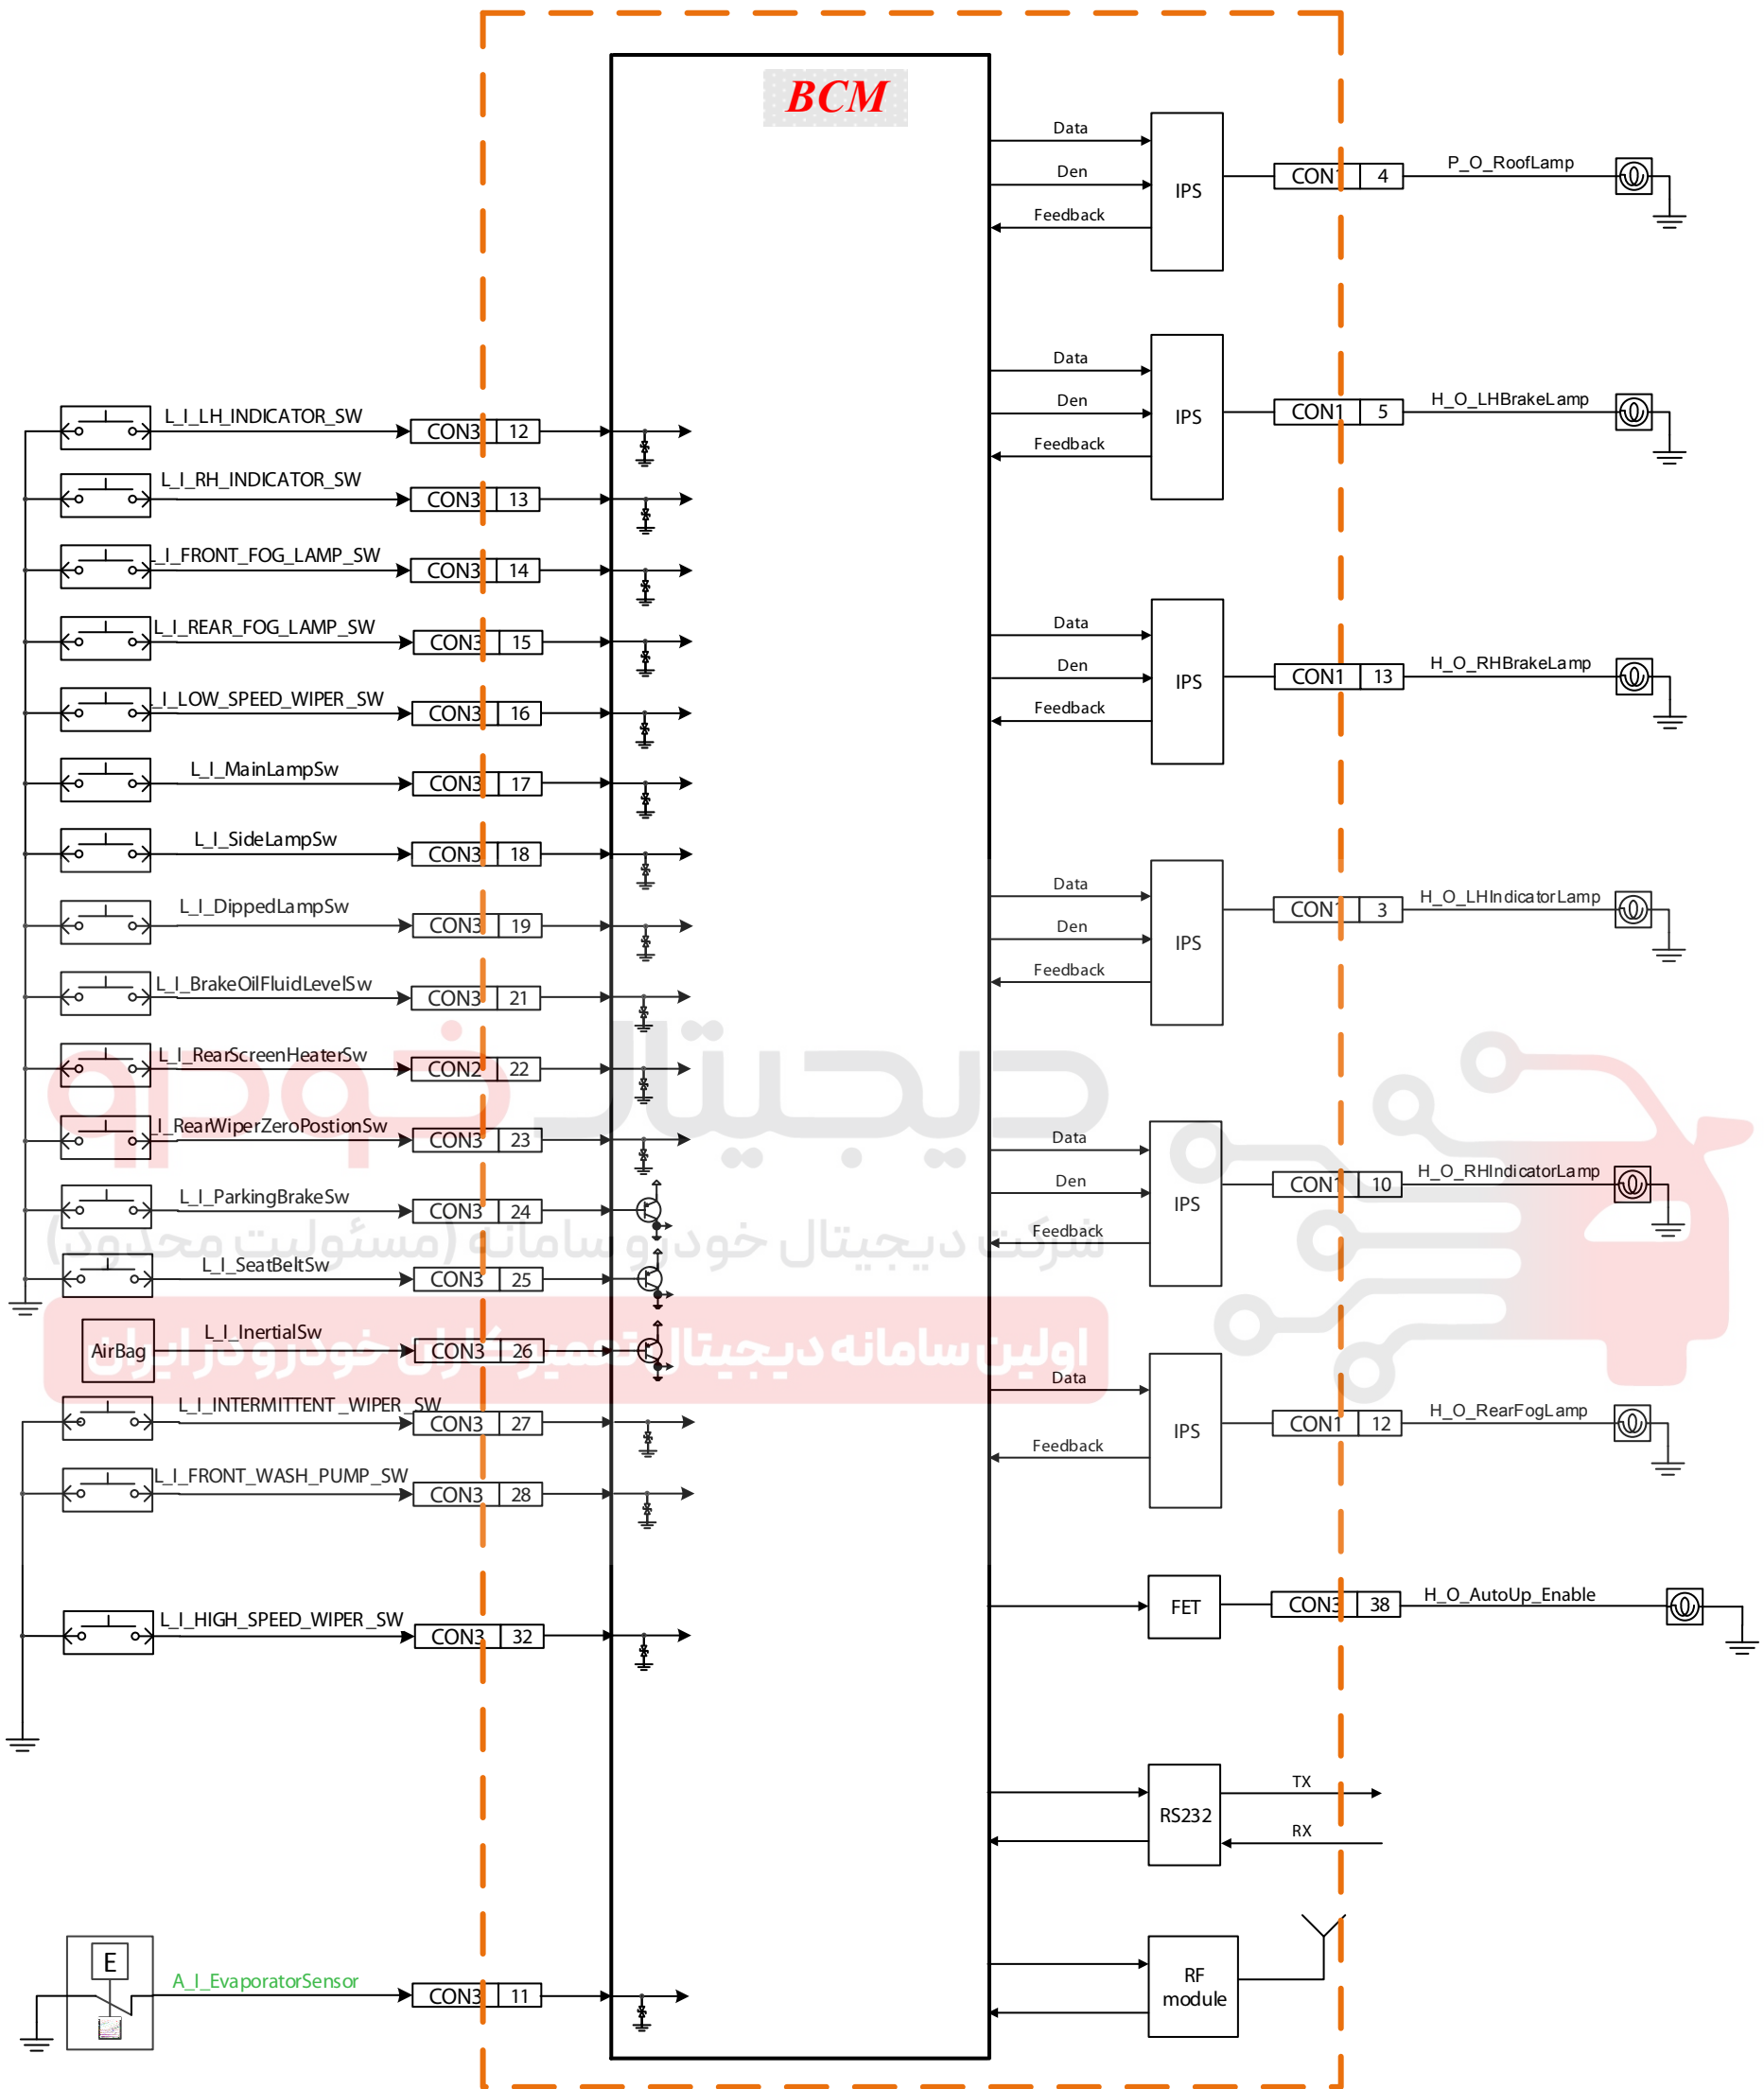 BCM
Data
Den
Feedback
IPS
CON1 4
P_O_RoofLamp
Data
Den
Feedback
IPS
CON1 5
H_O_LHBrakeLamp
L_I_LH_INDICATOR_SW
CON3 12
L_I_RH_INDICATOR_SW
CON3 13
L_I_FRONT_FOG_LAMP_SW
CON3 14
L_I_REAR_FOG_LAMP_SW
CON3 15
Data
Den
Feedback
IPS
CON1 13
H_O_RHBrakeLamp
_I_LOW_SPEED_WIPER_SW
CON3 16
L_I_MainLampSw
CON3 17
L_I_SideLampSw
CON3 18
L_I_DippedLampSw
CON3 19
Data
Den
Feedback
IPS
CON1 3
H_O_LHIndicatorLamp
L_I_BrakeOilFluidLevelSw
CON3 21
L_I_RearScreenHeaterSw
CON2 22
_I_RearWiperZeroPostionSw
CON3 23
دیجیتال خودرو
L_I_ParkingBrakeSw
CON3 24
Data
Den
Feedback
IPS
CON1 10
H_O_RHIndicatorLamp
شرکت دیجیتال خودرو سامانه (مسئولیت محدود)
L_I_SeatBeltSw
CON3 25
AirBag
L_I_InertialSw
CON3 26
اولین سامانه دیجیتال تعمیرکاران خودرو در ایران
L_I_INTERMITTENT_WIPER_SW
CON3 27
L_I_FRONT_WASH_PUMP_SW
CON3 28
Data
Feedback
IPS
CON1 12
H_O_RearFogLamp
L_I_HIGH_SPEED_WIPER_SW
CON3 32
FET
CON3 38
H_O_AutoUp_Enable
RS232
TX
RX
E
A_I_EvaporatorSensor
CON3 11
RF
module